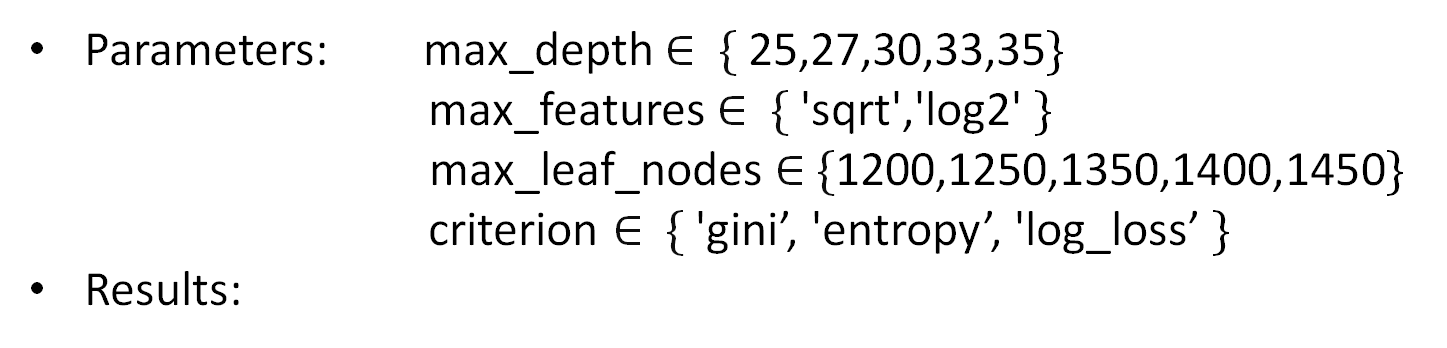 • Parameters: max_depth ∈ { 25,27,30,33,35}
max_features ∈ { 'sqrt','log2' }
max_leaf_nodes ∈ {1200,1250,1350,1400,1450}
criterion ∈ { 'gini’, 'entropy’, 'log_loss’ }
• Results: